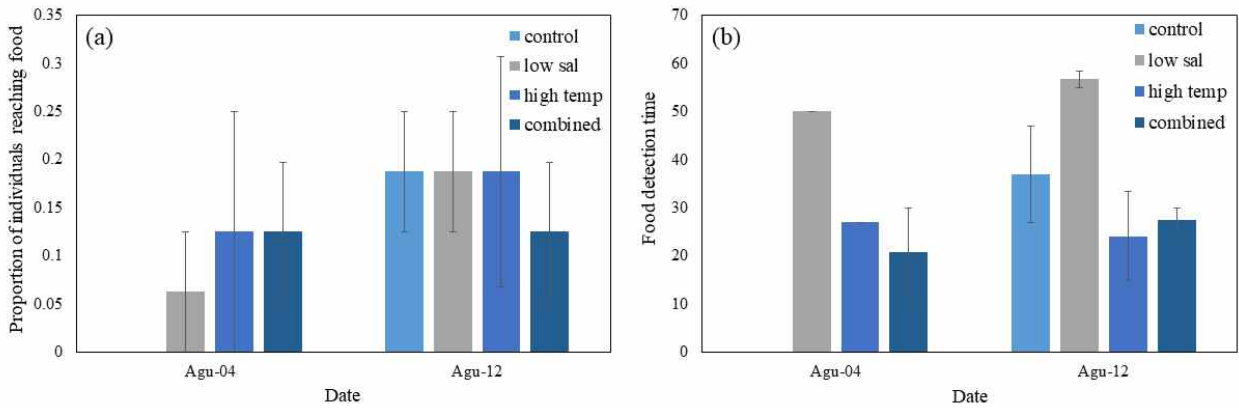 (a)
Proportion of individuals reaching food
0.35
0.3
0.25
0.2
0.15
0.1
0.05
0
control
low sal
high temp
combined
Agu-04
Agu-12
Date
(b)
Food detection time
70
60
50
40
30
20
10
0
control
low sal
high temp
combined
Agu-04
Agu-12
Date